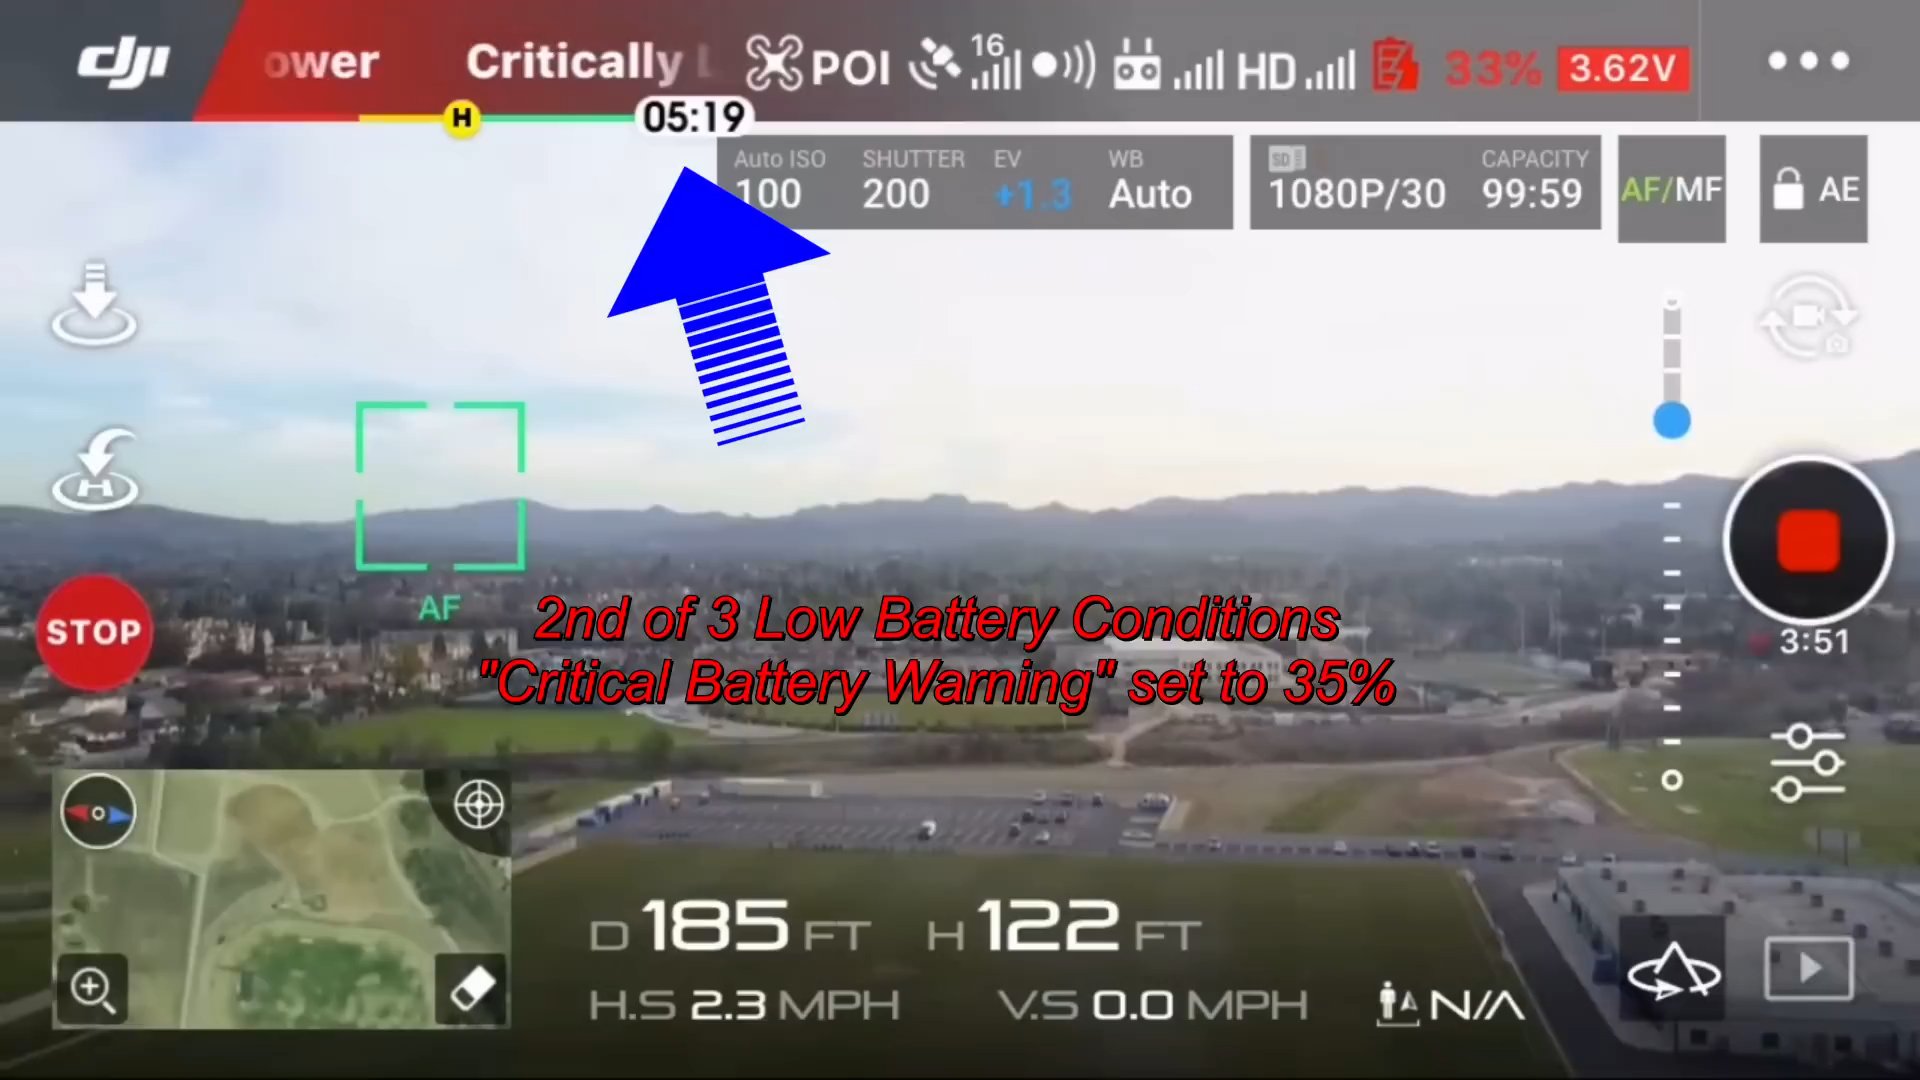 dji ower Critically L POI 16 HD 33% 3.62V
H 05:19
Auto ISO SHUTTER EV WB SD CAPACITY
100 200 +1.3 Auto 1080P/30 99:59 AF/MF AE
H
AF
STOP
2nd of 3 Low Battery Conditions
"Critical Battery Warning" set to 35%
3:51
D 185 FT H 122 FT
H.S 2.3 MPH V.S 0.0 MPH N/A